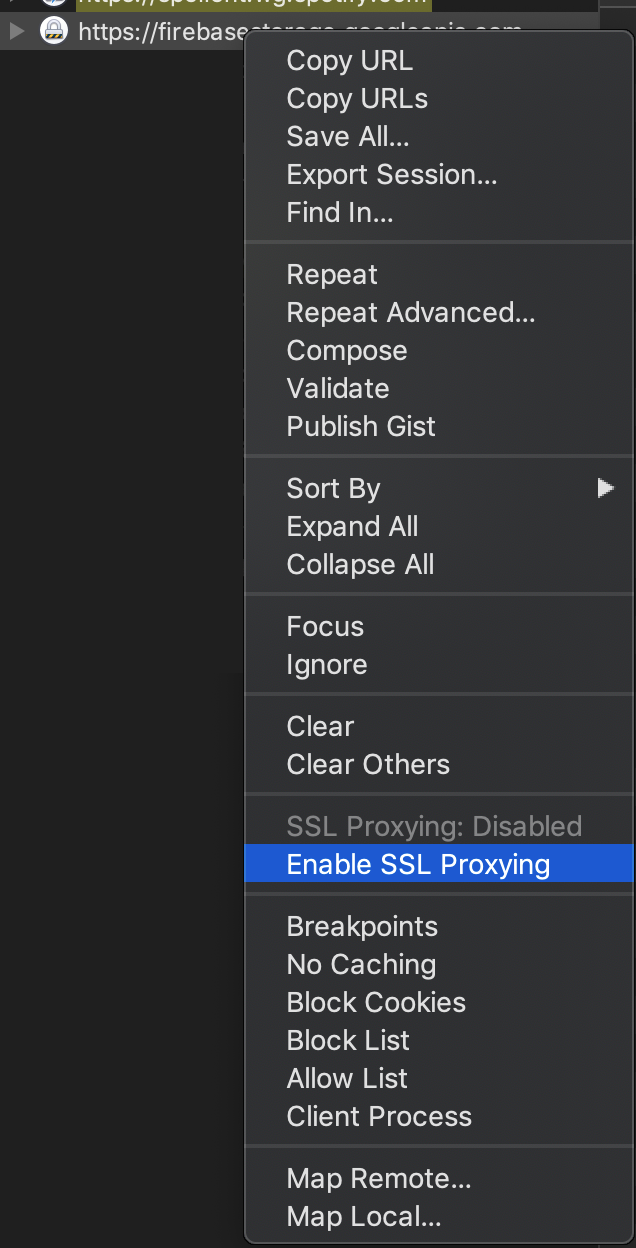 https://firebasestorage.googleapis.com
Copy URL
Copy URLs
Save All...
Export Session...
Find In...
Repeat
Repeat Advanced...
Compose
Validate
Publish Gist
Sort By
Expand All
Collapse All
Focus
Ignore
Clear
Clear Others
SSL Proxying: Disabled
Enable SSL Proxying
Breakpoints
No Caching
Block Cookies
Block List
Allow List
Client Process
Map Remote...
Map Local...